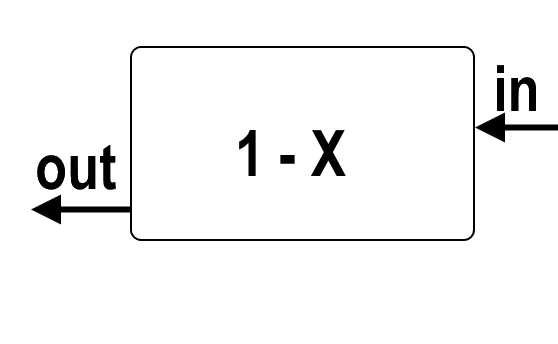 in
1 - X
out